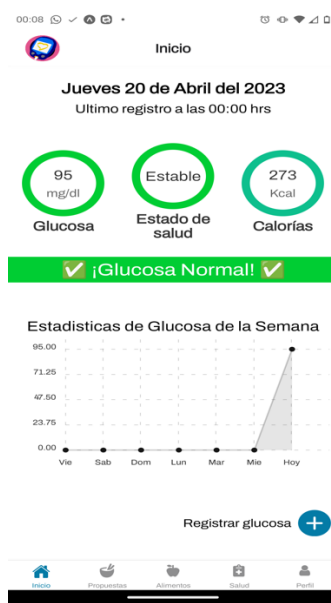 00:08
Inicio
Jueves 20 de Abril del 2023
Ultimo registro a las 00:00 hrs
95
mg/dl
Glucosa
Estable
Estado de
salud
273
Kcal
Calorías
✅ ¡Glucosa Normal! ✅
Estadisticas de Glucosa de la Semana
95.00
71.25
47.50
23.75
0.00
Vie Sab Dom Lun Mar Mie Hoy
Registrar glucosa +
Inicio Propuestas Alimentos Salud Perfil